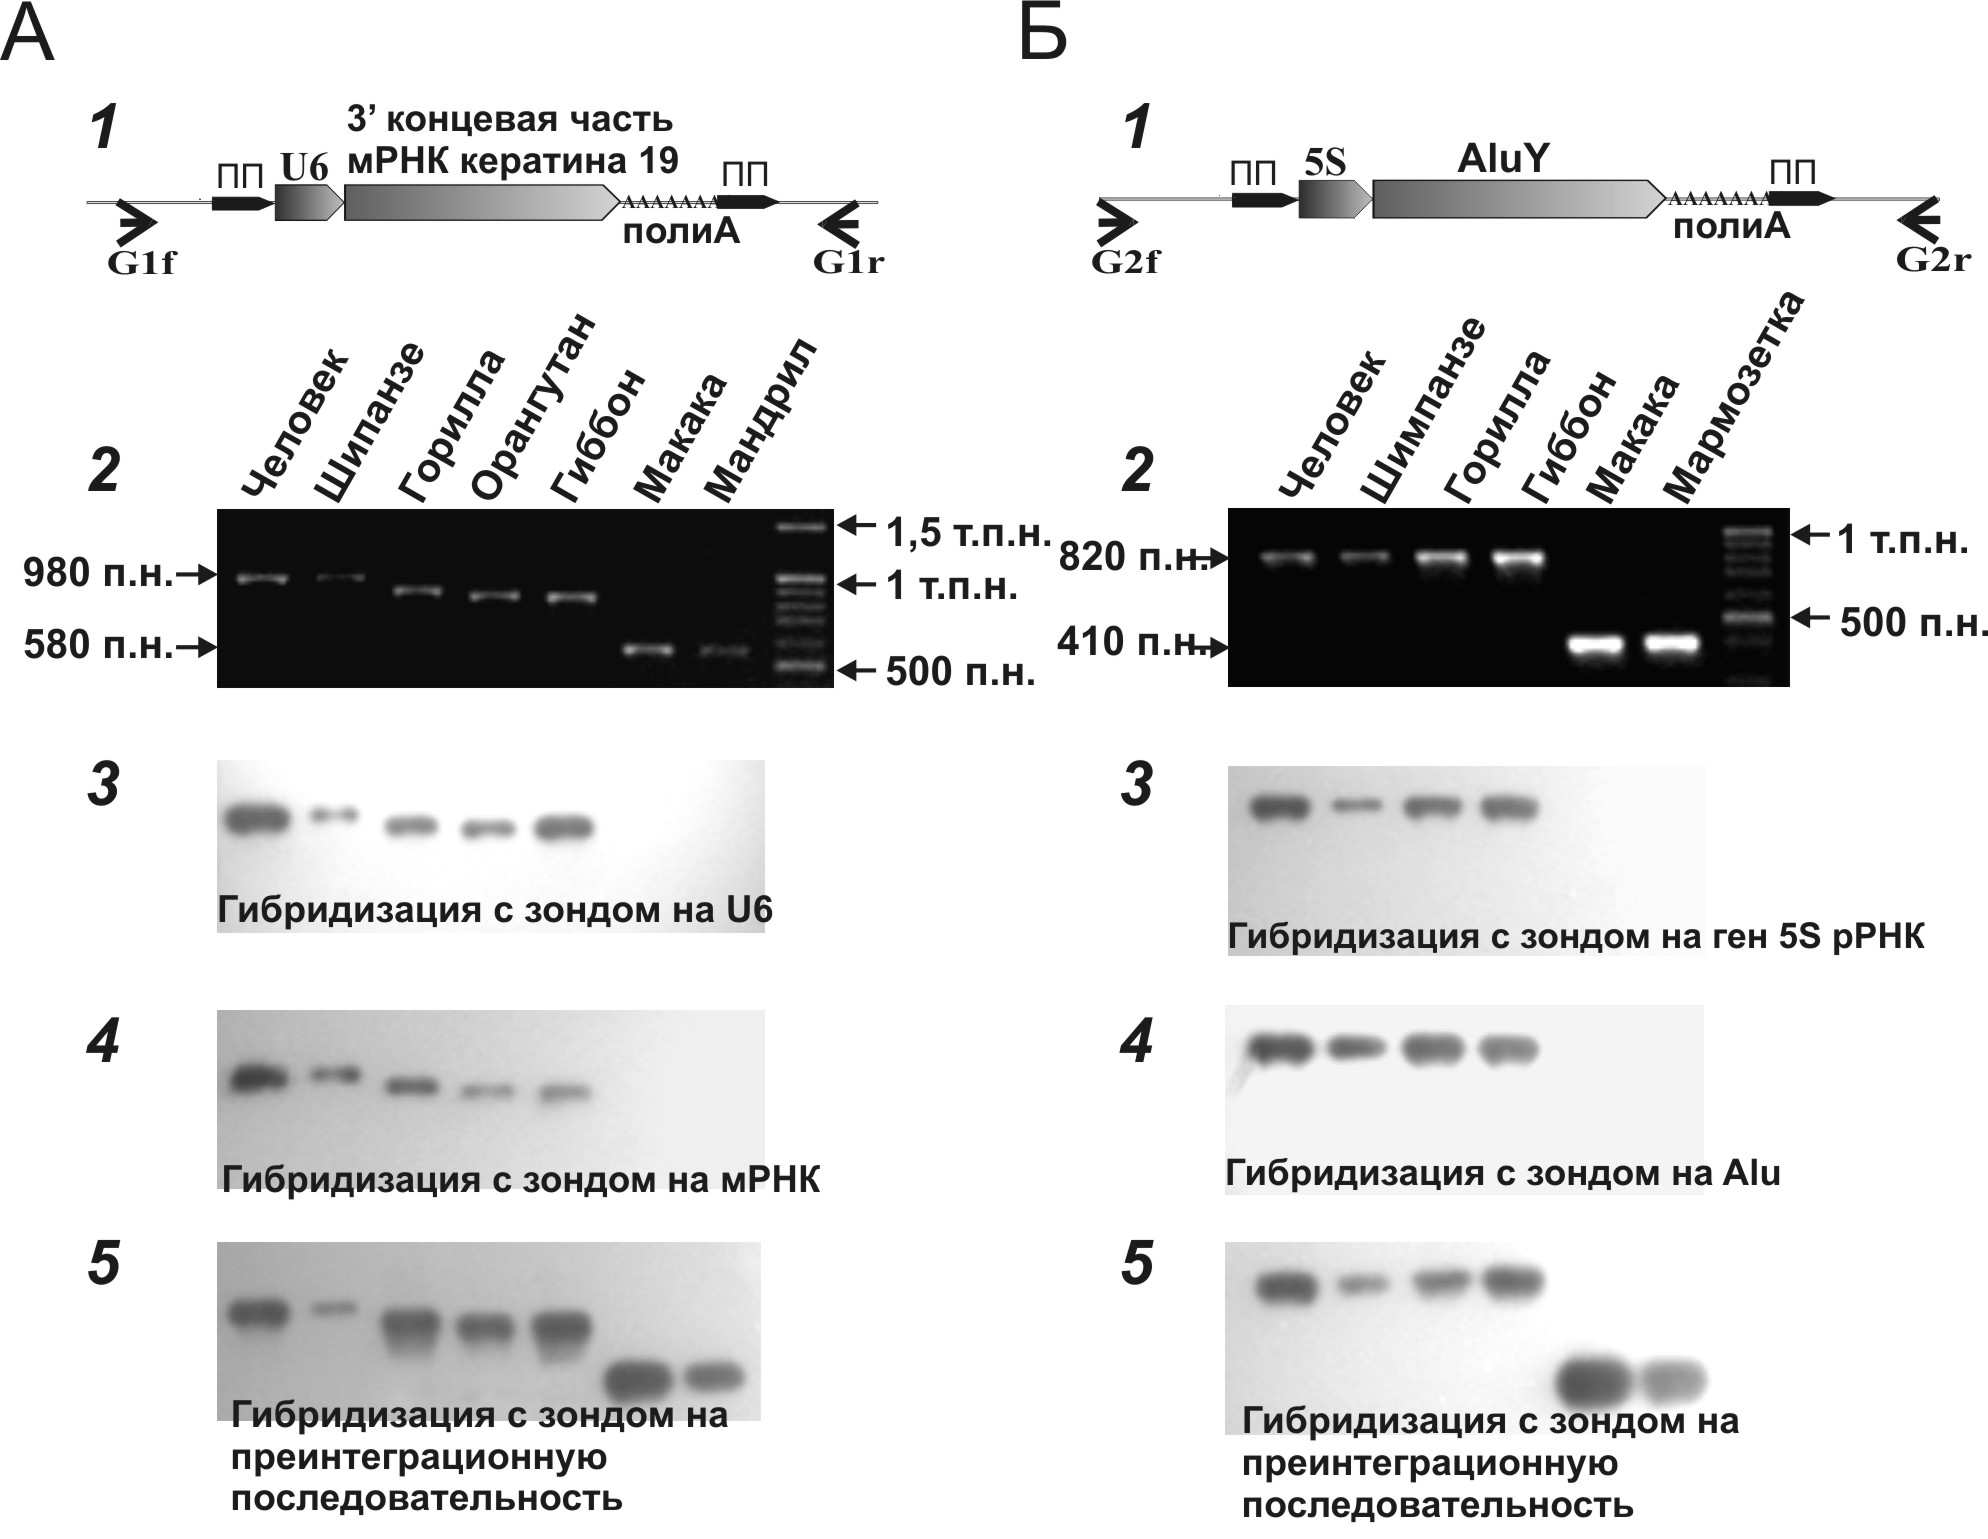 А
1
3’ концевая часть
мРНК кератина 19
ПП
U6
ПП
AAAAAAA
полиА
G1f
G1r
2
Человек
Шипанзе
Горилла
Орангутан
Гиббон
Макака
Мандрил
980 п.н.
580 п.н.
1,5 т.п.н.
1 т.п.н.
500 п.н.
3
Гибридизация с зондом на U6
4
Гибридизация с зондом на мРНК
5
Гибридизация с зондом на
преинтеграционную
последовательность
Б
1
ПП
5S
AluY
ПП
AAAAAAA
полиА
G2f
G2r
2
Человек
Шимпанзе
Горилла
Гиббон
Макака
Мармозетка
820 п.н.
410 п.н.
1 т.п.н.
500 п.н.
3
Гибридизация с зондом на ген 5S рРНК
4
Гибридизация с зондом на Alu
5
Гибридизация с зондом на
преинтеграционную
последовательность